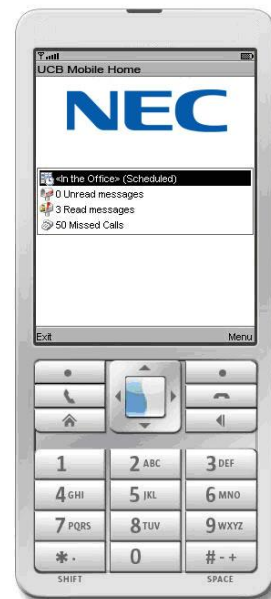 UCB Mobile Home
NEC
<In the Office> (Scheduled)
0 Unread messages
3 Read messages
50 Missed Calls
Exit Menu
1 2 ABC 3 DEF
4 GHI 5 JKL 6 MNO
7 PQRS 8 TUV 9 WXYZ
* . 0 # - +
SHIFT SPACE